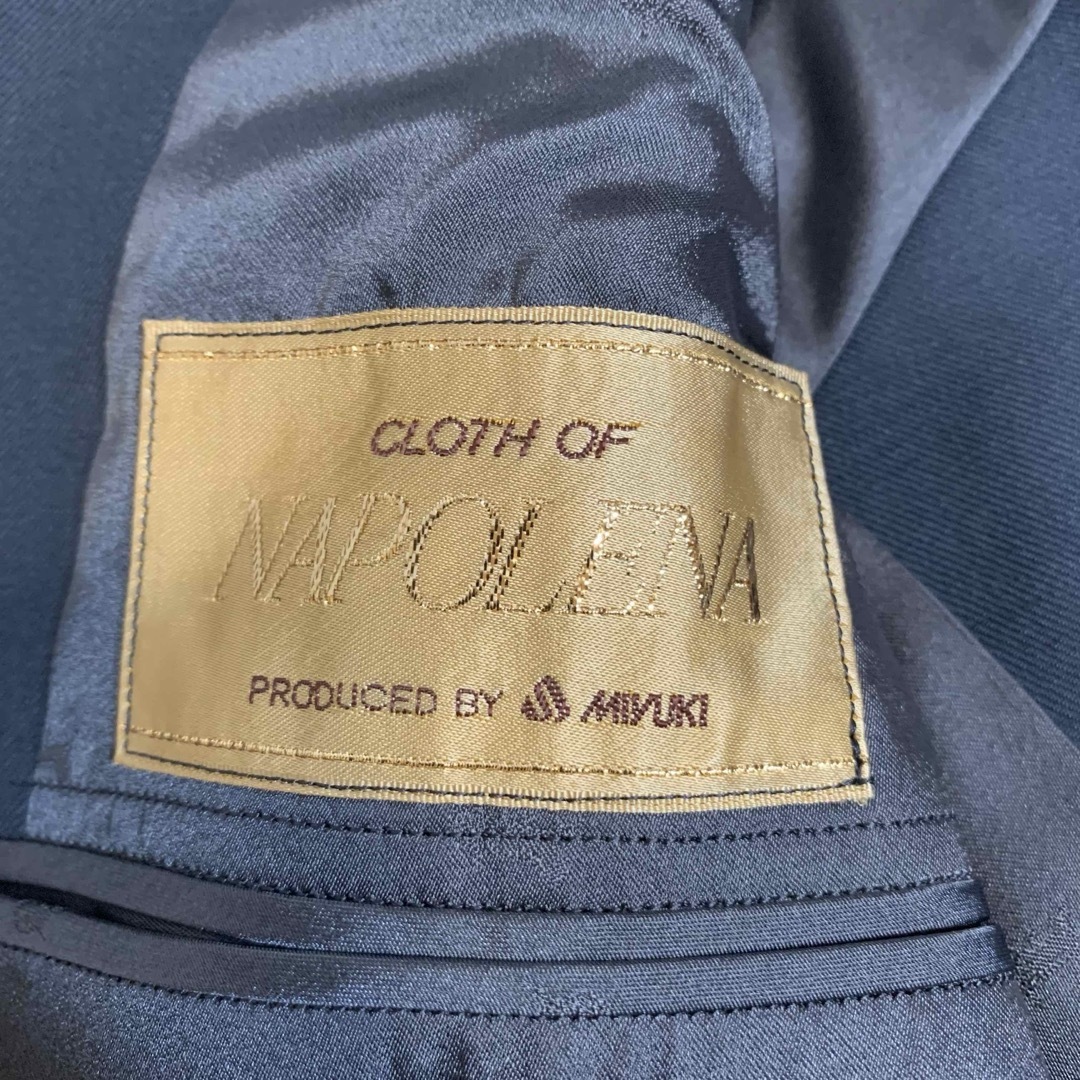 CLOTH OF
NAPOLENA
PRODUCED BY MIYUKI